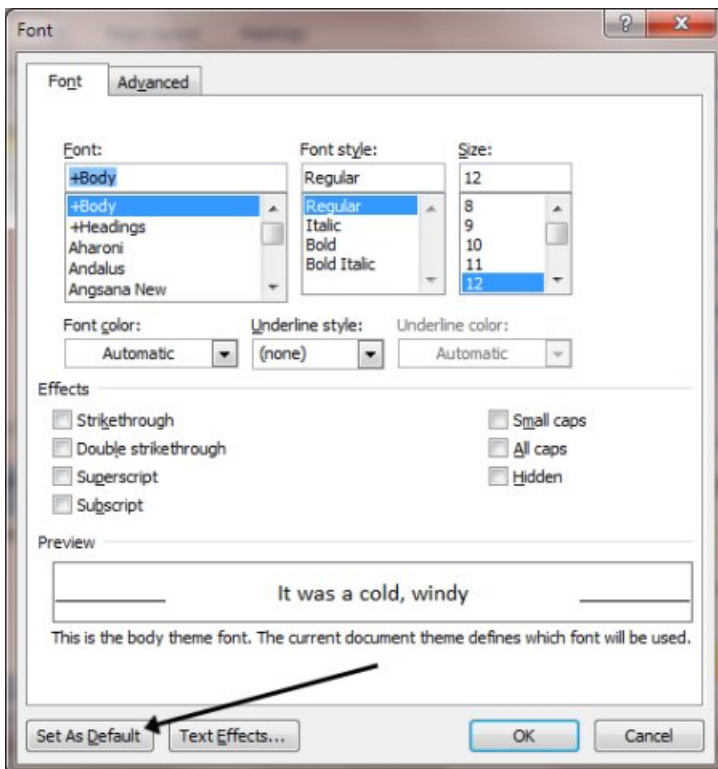 Font
Font Advanced
Font: Font style: Size:
+Body Regular 12
+Body Regular 8
+Headings Italic 9
Aharoni Bold 10
Andalus Bold Italic 11
Angsana New 12
Font color: Underline style: Underline color:
Automatic (none) Automatic
Effects
Strikethrough Small caps
Double strikethrough All caps
Superscript Hidden
Subscript
Preview
It was a cold, windy
This is the body theme font. The current document theme defines which font will be used.
Set As Default Text Effects... OK Cancel